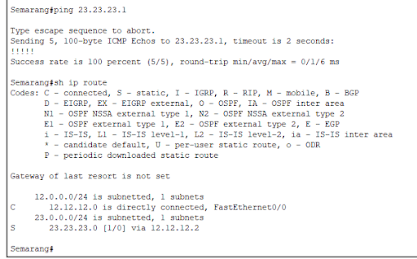 Semarang#ping 23.23.23.1
Type escape sequence to abort.
Sending 5, 100-byte ICMP Echos to 23.23.23.1, timeout is 2 seconds:
!!!!!
Success rate is 100 percent (5/5), round-trip min/avg/max = 0/1/6 ms
Semarang#sh ip route
Codes: C - connected, S - static, I - IGRP, R - RIP, M - mobile, B - BGP
D - EIGRP, EX - EIGRP external, O - OSPF, IA - OSPF inter area
N1 - OSPF NSSA external type 1, N2 - OSPF NSSA external type 2
E1 - OSPF external type 1, E2 - OSPF external type 2, E - EGP
i - IS-IS, L1 - IS-IS level-1, L2 - IS-IS level-2, ia - IS-IS inter area
* - candidate default, U - per-user static route, o - ODR
P - periodic downloaded static route
Gateway of last resort is not set
12.0.0.0/24 is subnetted, 1 subnets
C 12.12.12.0 is directly connected, FastEthernet0/0
23.0.0.0/24 is subnetted, 1 subnets
S 23.23.23.0 [1/0] via 12.12.12.2
Semarang#